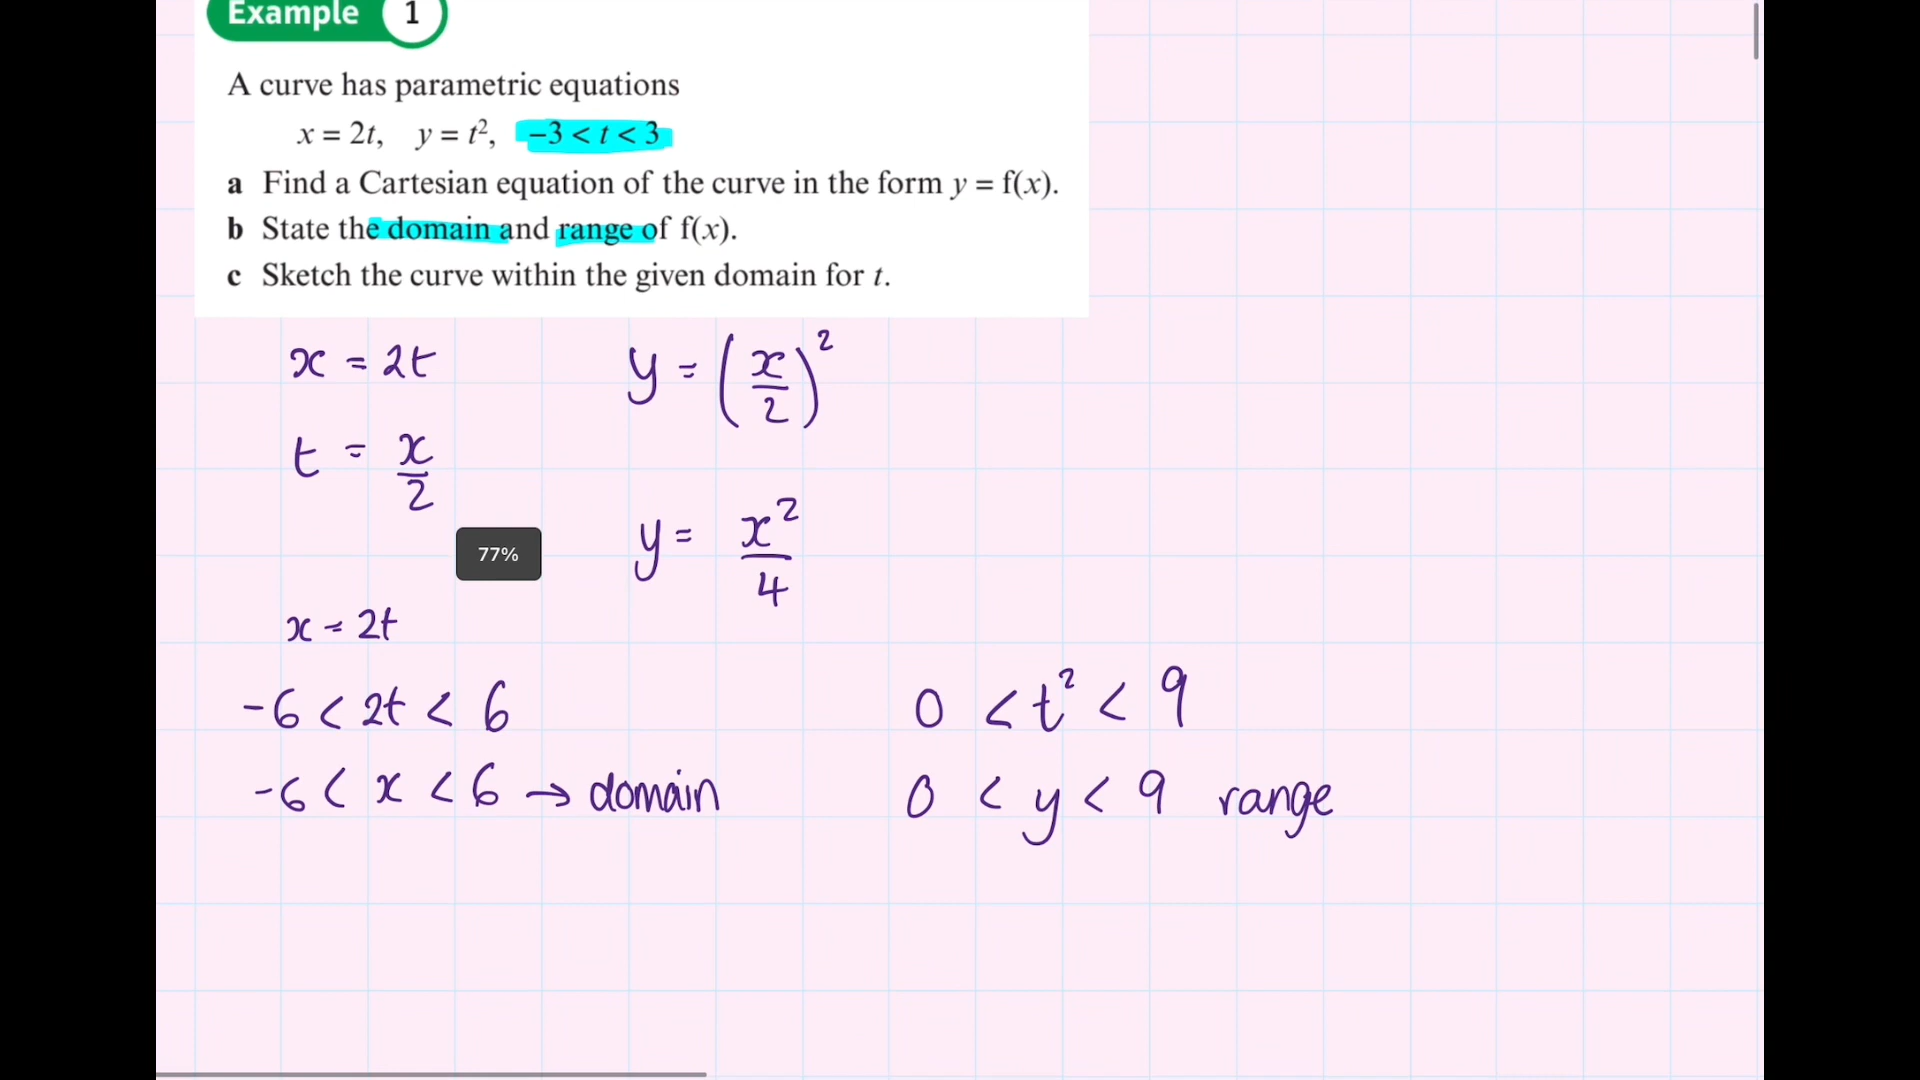 Example 1
A curve has parametric equations
x = 2t, y = t², −3 < t < 3
a Find a Cartesian equation of the curve in the form y = f(x).
b State the domain and range of f(x).
c Sketch the curve within the given domain for t.
x = 2t
y = (x/2)²
t = x/2
y = x²/4
77%
x = 2t
-6 < 2t < 6
0 < t² < 9
-6 < x < 6 → domain
0 < y < 9 range